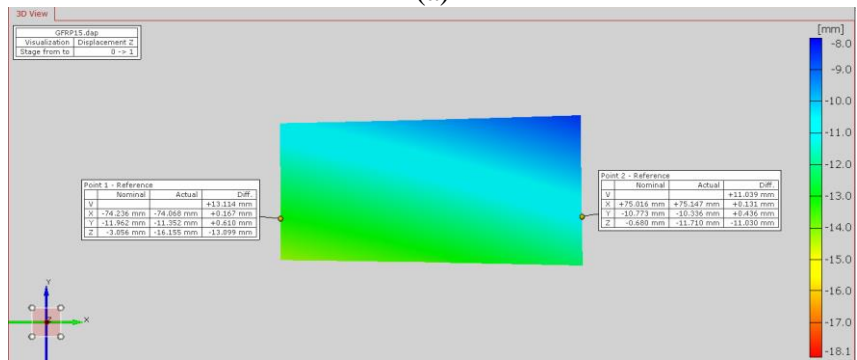 (a)
3D View
GFRP15.dap
Visualization Displacement Z
Stage from to 0 -> 1
[mm]
-8.0
-9.0
-10.0
-11.0
-12.0
-13.0
-14.0
-15.0
-16.0
-17.0
-18.1
Point 1 - Reference
Nominal Actual Diff.
V +13.114 mm
X -74.236 mm -74.068 mm +0.167 mm
Y -11.962 mm -11.352 mm +0.610 mm
Z -3.056 mm -16.155 mm -13.099 mm
Point 2 - Reference
Nominal Actual Diff.
V +11.039 mm
X +75.016 mm +75.147 mm +0.131 mm
Y -10.773 mm -10.336 mm +0.436 mm
Z -0.680 mm -11.710 mm -11.030 mm
Y
X